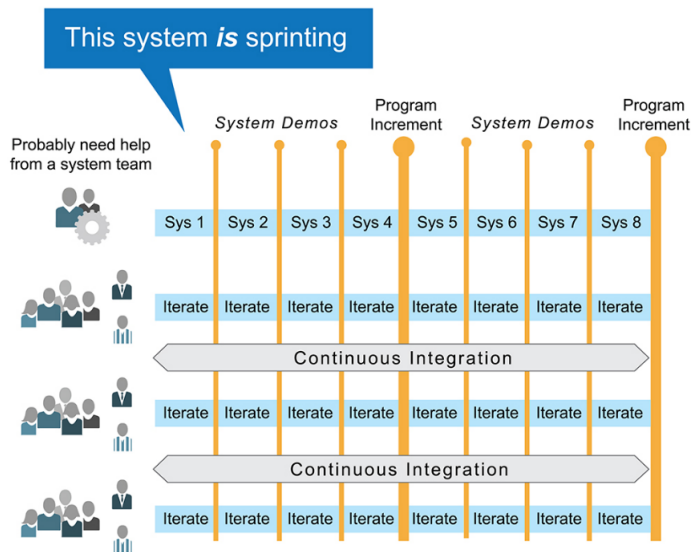 This system is sprinting
System Demos
Program
Increment
System Demos
Program
Increment
Probably need help
from a system team
Sys 1 Sys 2 Sys 3 Sys 4 Sys 5 Sys 6 Sys 7 Sys 8
Iterate Iterate Iterate Iterate Iterate Iterate Iterate Iterate
Continuous Integration
Iterate Iterate Iterate Iterate Iterate Iterate Iterate Iterate
Continuous Integration
Iterate Iterate Iterate Iterate Iterate Iterate Iterate Iterate